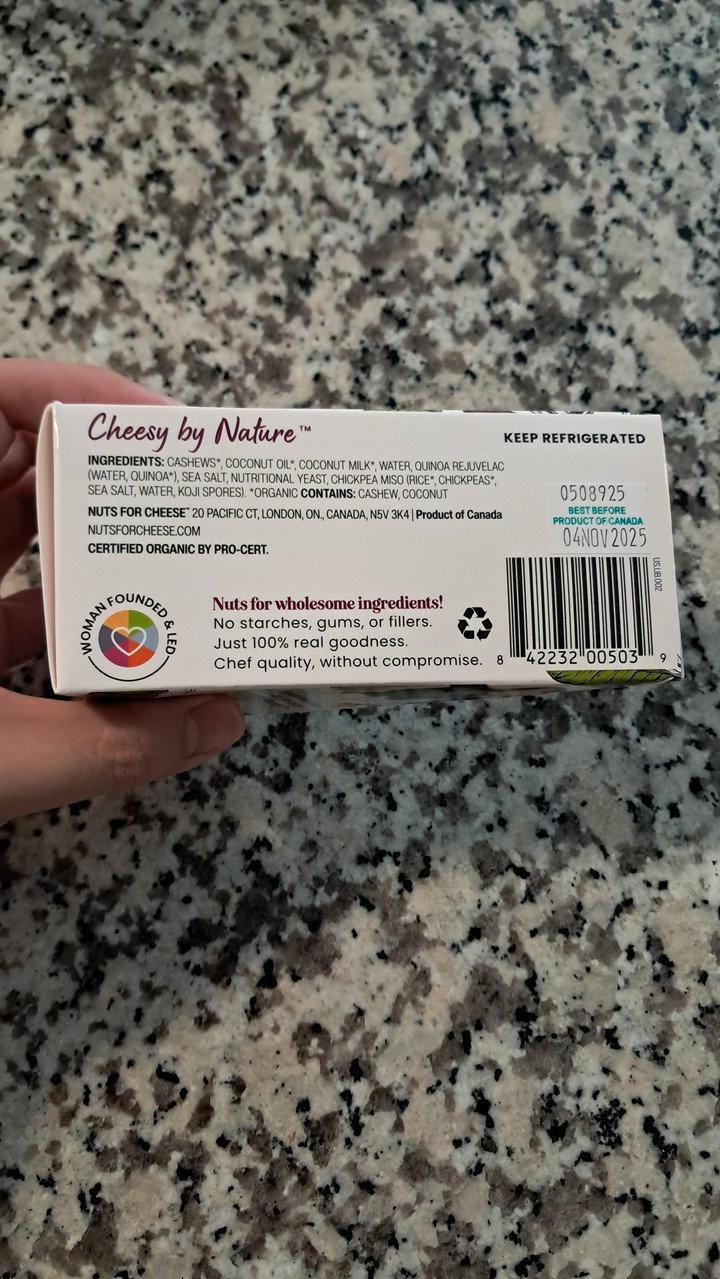 Cheesy by Nature™
KEEP REFRIGERATED
INGREDIENTS: CASHEWS*, COCONUT OIL*, COCONUT MILK*, WATER, QUINOA REJUVELAC
(WATER, QUINOA*), SEA SALT, NUTRITIONAL YEAST, CHICKPEA MISO (RICE*, CHICKPEAS*,
SEA SALT, WATER, KOJI SPORES). *ORGANIC CONTAINS: CASHEW, COCONUT
NUTS FOR CHEESE™ 20 PACIFIC CT, LONDON, ON, CANADA, N5V 3K4 | Product of Canada
NUTSFORCHEESE.COM
CERTIFIED ORGANIC BY PRO-CERT.
0508925
BEST BEFORE
PRODUCT OF CANADA
04NOV2025
US.UB.002
WOMAN FOUNDED & LED
Nuts for wholesome ingredients!
No starches, gums, or fillers.
Just 100% real goodness.
Chef quality, without compromise.
8 42232 00503 9